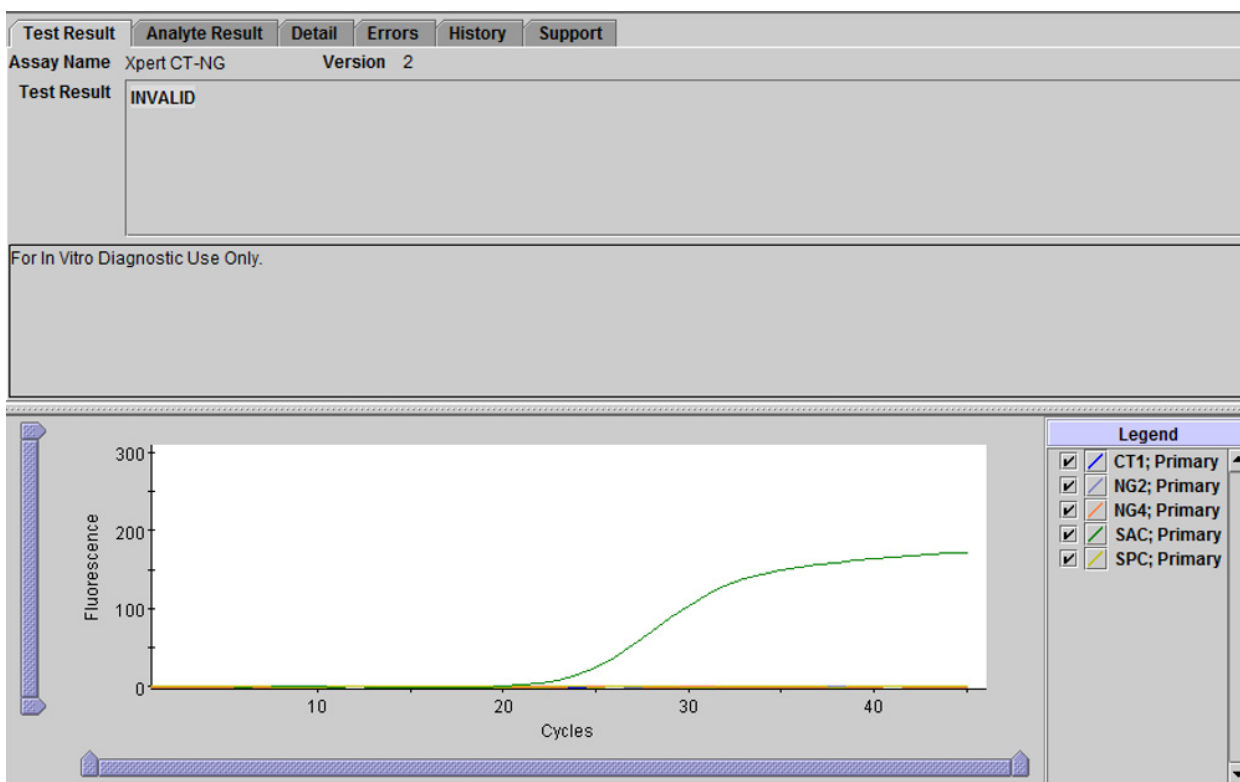 Test Result Analyte Result Detail Errors History Support
Assay Name Xpert CT-NG Version 2
Test Result INVALID
For In Vitro Diagnostic Use Only.
300
200
100
0
Fluorescence
10 20 30 40
Cycles
Legend
CT1; Primary
NG2; Primary
NG4; Primary
SAC; Primary
SPC; Primary